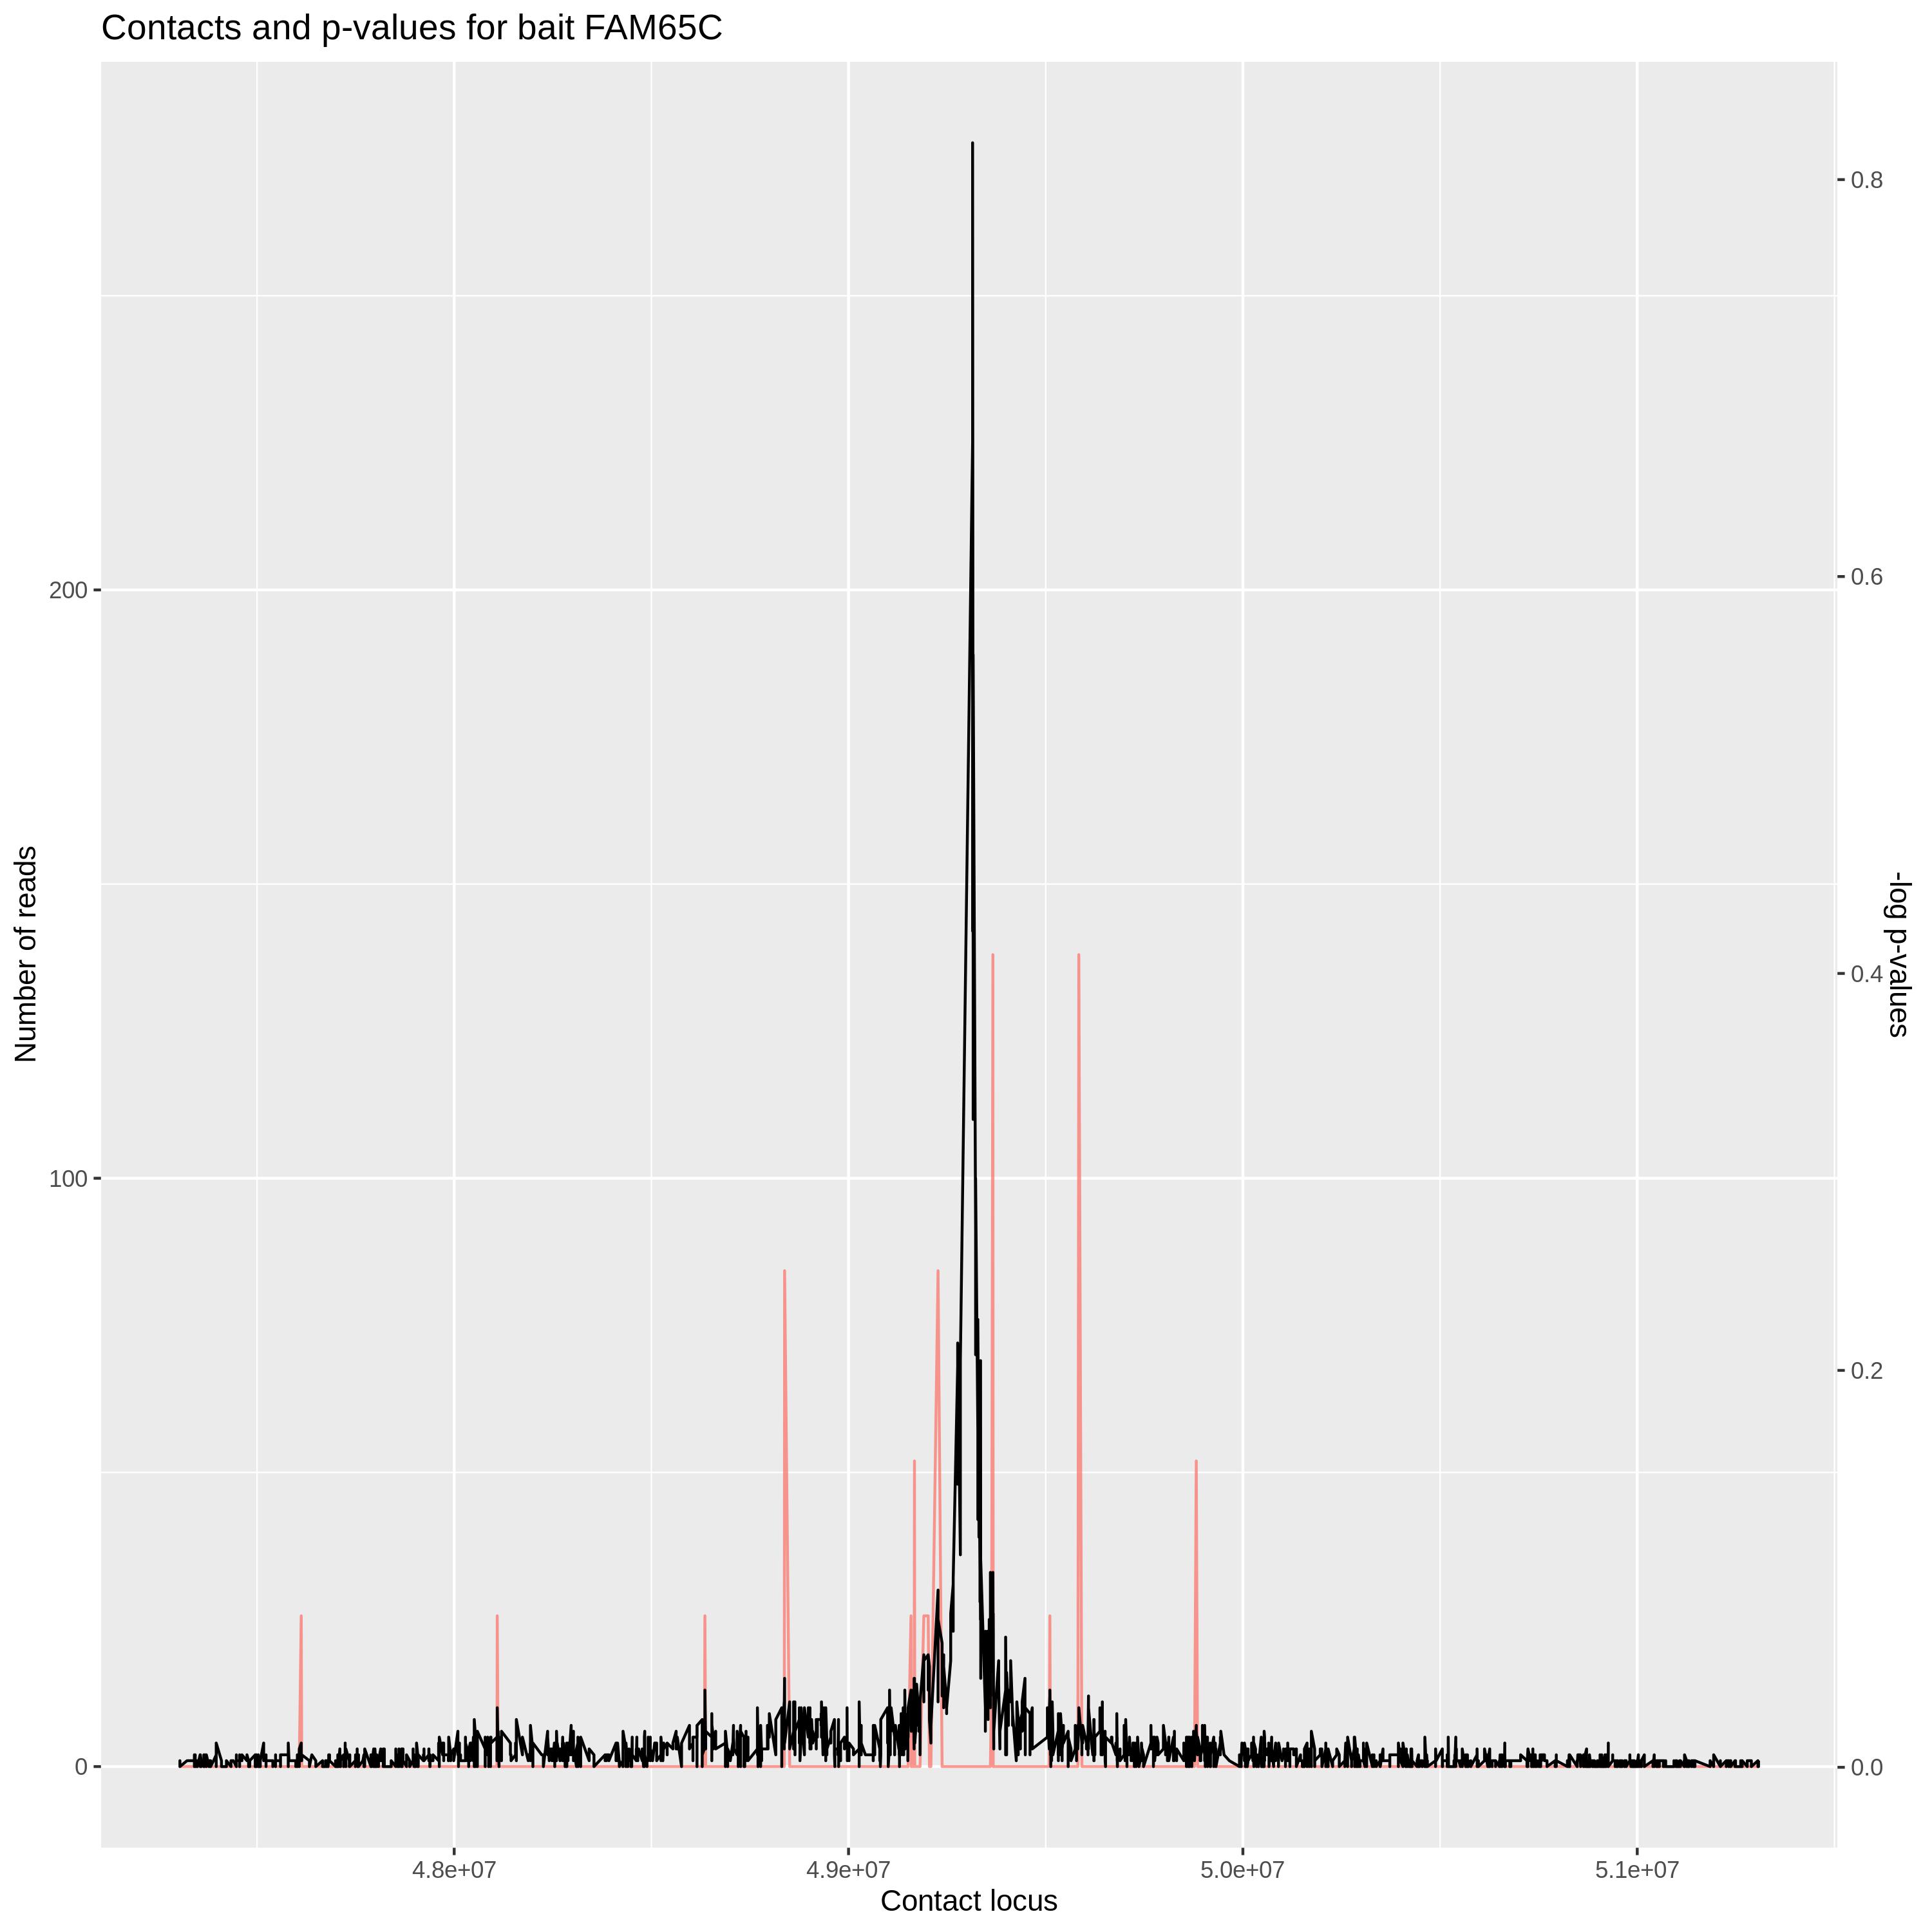 Contacts and p-values for bait FAM65C
Number of reads
200
100
0
0.8
0.6
0.4
0.2
0.0
-log p-values
4.8e+07 4.9e+07 5.0e+07 5.1e+07
Contact locus